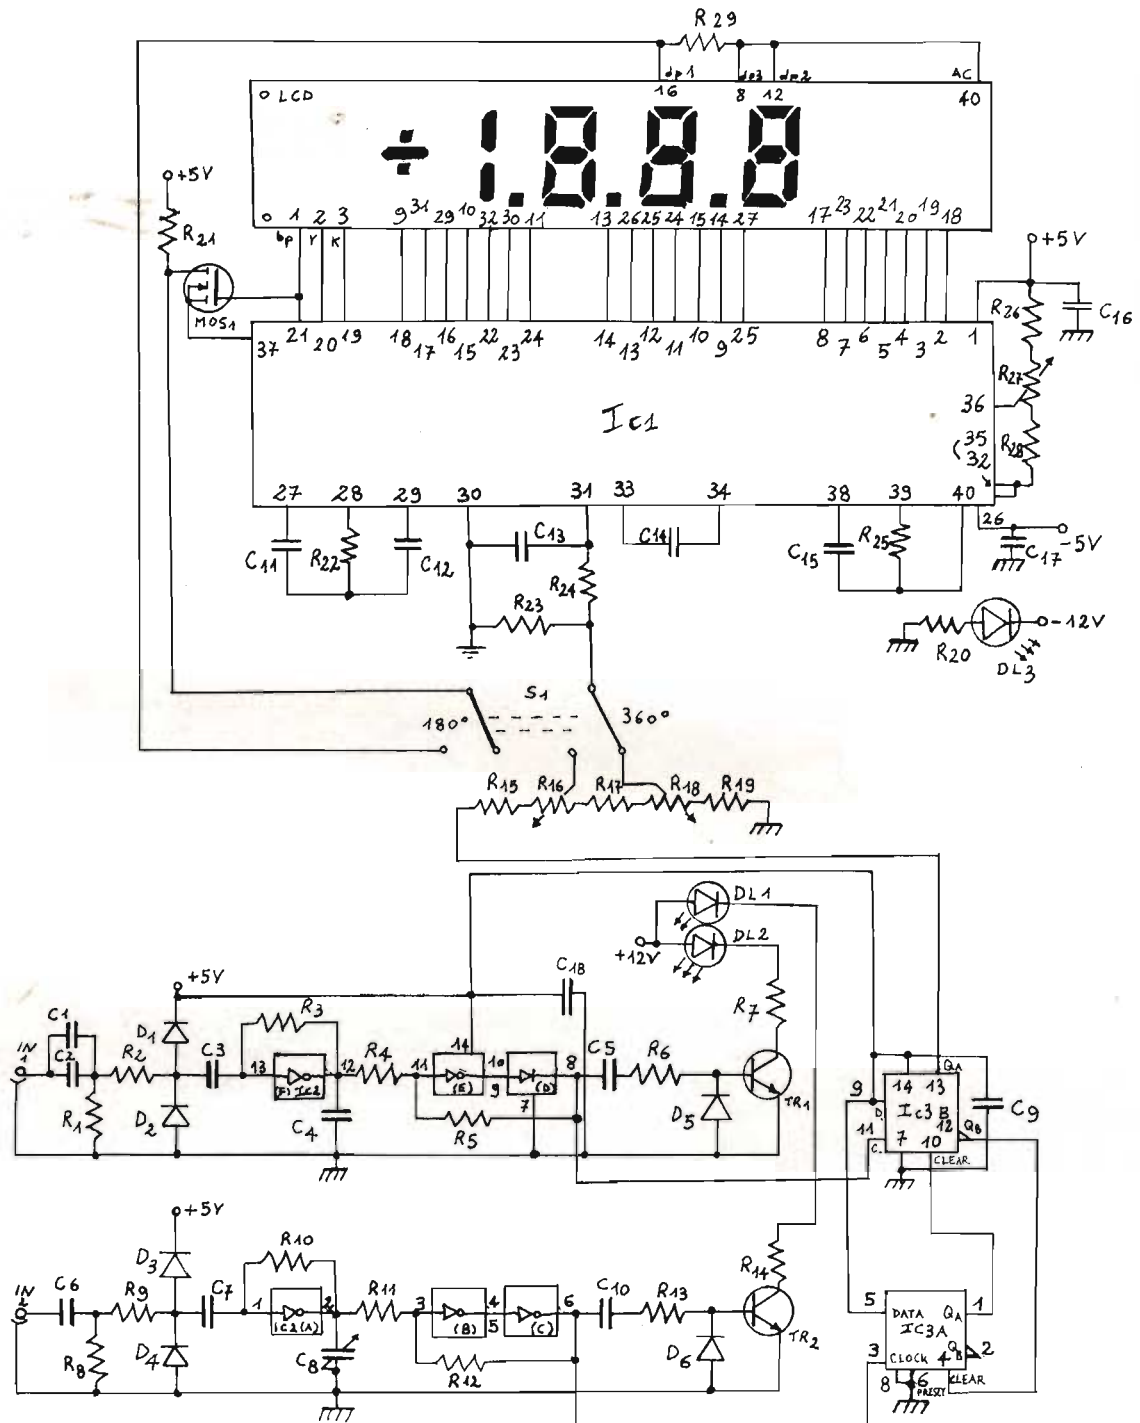 R29
dp1 dp3 dp2 AC
16 8 12 40
LCD
÷ 1.8.8.8
+5V
R21
1 2 3 9 31 29 10 32 30 11 13 26 25 24 15 14 27 17 23 22 21 20 19 18
bp Y K
+5V
MOS1
R26
C16
37 21 20 19 18 17 16 15 22 23 24 14 13 12 11 10 9 25 8 7 6 5 4 3 2 1
R27
36
Ic1
35
32
R28
27 28 29 30 31 33 34 38 39 40
26
-5V
C11 R22 C12 C13 C14 C15 R25 C17
R24
R23
R20
-12V
DL3
S1
180°
360°
R15 R16 R17 R18 R19
DL1
DL2
+12V
C18
+5V
R7
C1
IN 1
C2 R2 D1 C3 R3
13 (F) IC2 12 R4 11 14 (E) 10 9 (D) 7 8 C5 R6
TR1
R1 D2 C4 R5 D5
9 14 13 QA
D. Ic3 B
C9
11 7 12 QB
C. 10
CLEAR
+5V
D3 R10
R14
IN 2
C6 R9 C7 1 IC2(A) 2 R11 3 (B) 4 5 (C) 6 C10 R13
TR2
R8 D4 C8 R12 D6
5 DATA QA 1
IC3A
3 CLOCK 4 QB 2
8 6 CLEAR
PRESET